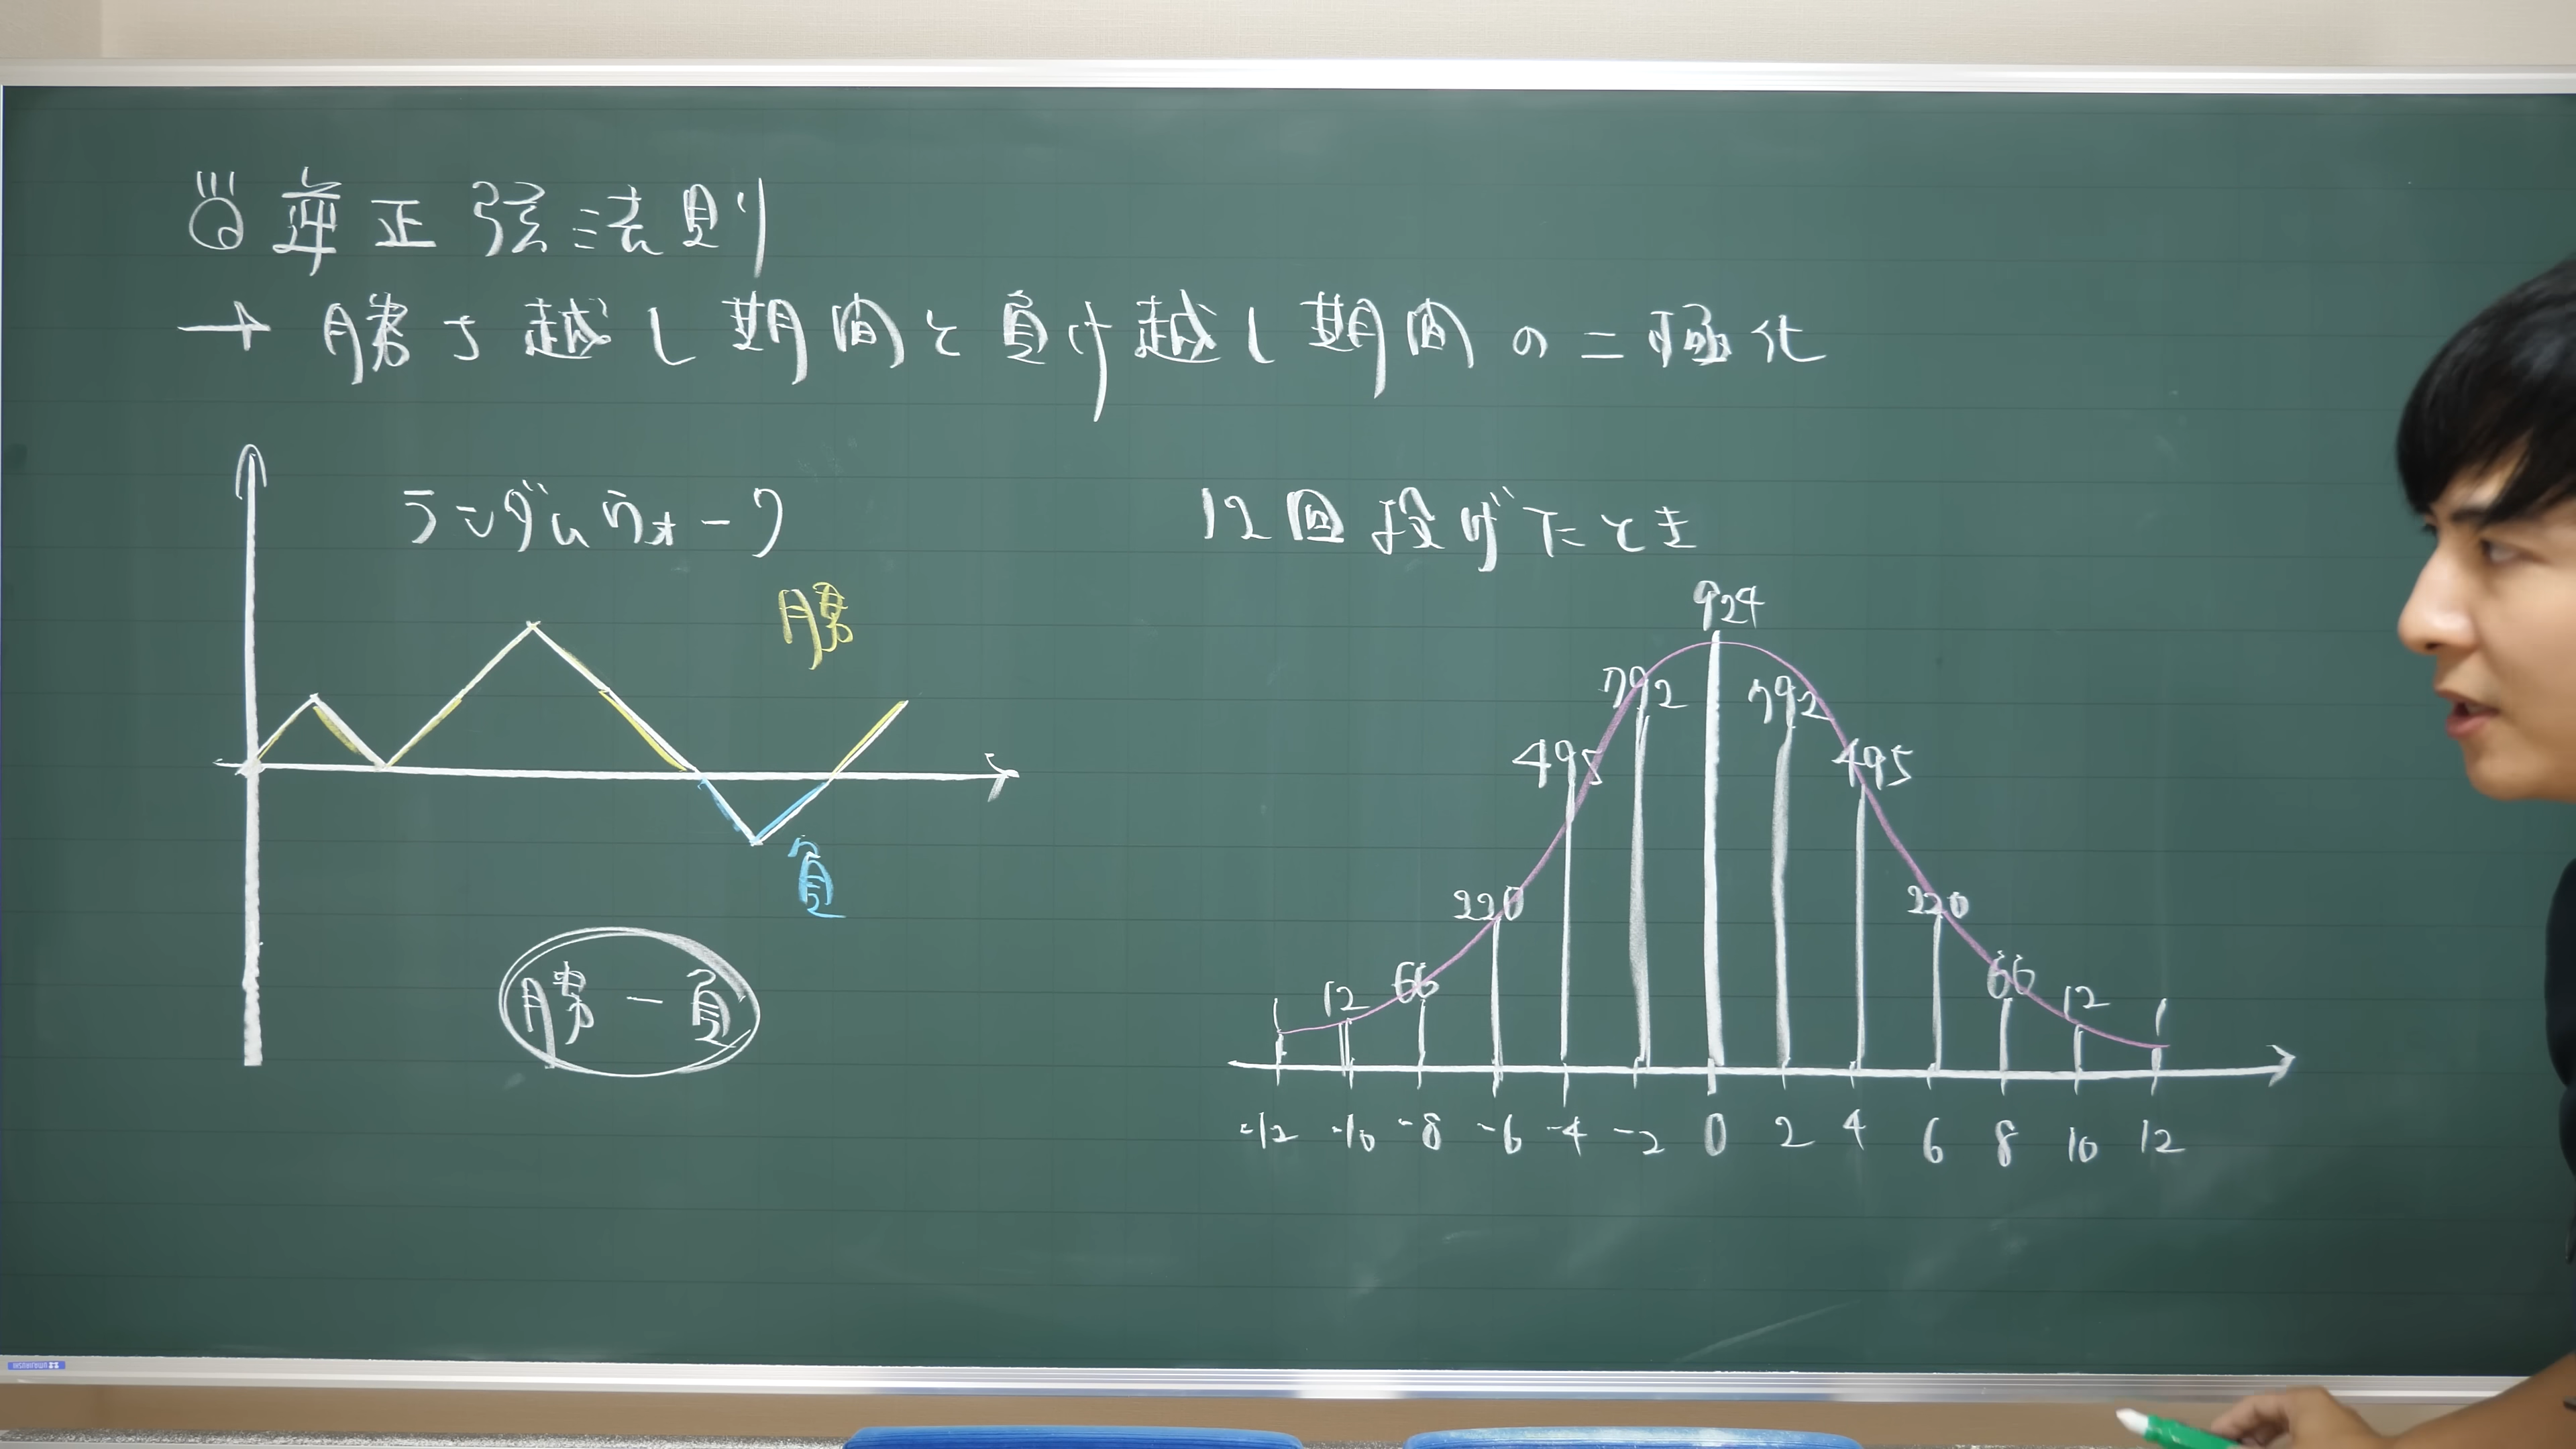 逆正弦法則
→勝ち越し期間と負け越し期間の二極化
ランダムウォーク
勝
負
勝－負
12回投げたとき
1 12 66 220 495 792 924 792 495 220 66 12 1
-12 -10 -8 -6 -4 -2 0 2 4 6 8 10 12